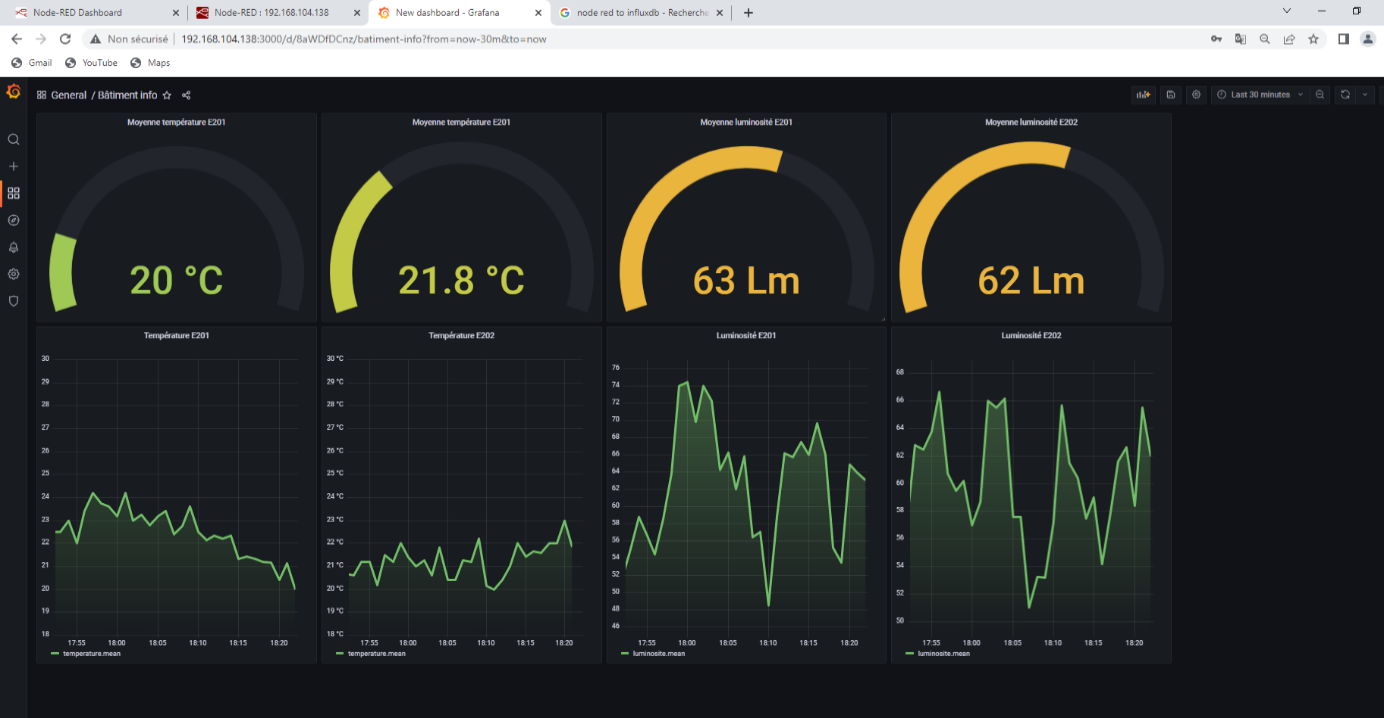 Node-RED Dashboard
Node-RED : 192.168.104.138
New dashboard - Grafana
node red to influxdb - Recherche
Non sécurisé
192.168.104.138:3000/d/8aWDfDCnz/batiment-info?from=now-30m&to=now
Gmail
YouTube
Maps
General / Bâtiment info
Last 30 minutes
Moyenne température E201
20 °C
Moyenne température E201
21.8 °C
Moyenne luminosité E201
63 Lm
Moyenne luminosité E202
62 Lm
Température E201
30
29
28
27
26
25
24
23
22
21
20
19
18
17:55 18:00 18:05 18:10 18:15 18:20
temperature.mean
Température E202
30 °C
29 °C
28 °C
27 °C
26 °C
25 °C
24 °C
23 °C
22 °C
21 °C
20 °C
19 °C
18 °C
17:55 18:00 18:05 18:10 18:15 18:20
temperature.mean
Luminosité E201
76
74
72
70
68
66
64
62
60
58
56
54
52
50
48
46
17:55 18:00 18:05 18:10 18:15 18:20
luminosite.mean
Luminosité E202
68
66
64
62
60
58
56
54
52
50
17:55 18:00 18:05 18:10 18:15 18:20
luminosite.mean